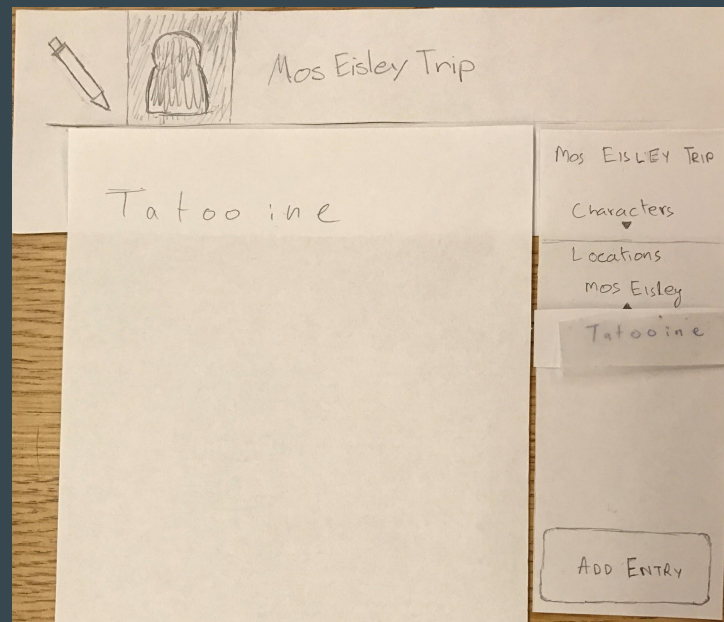 Mos Eisley Trip
Tatooine
Mos EISLEY TRIP
Characters
Locations
Mos Eisley
Tatooine
ADD ENTRY